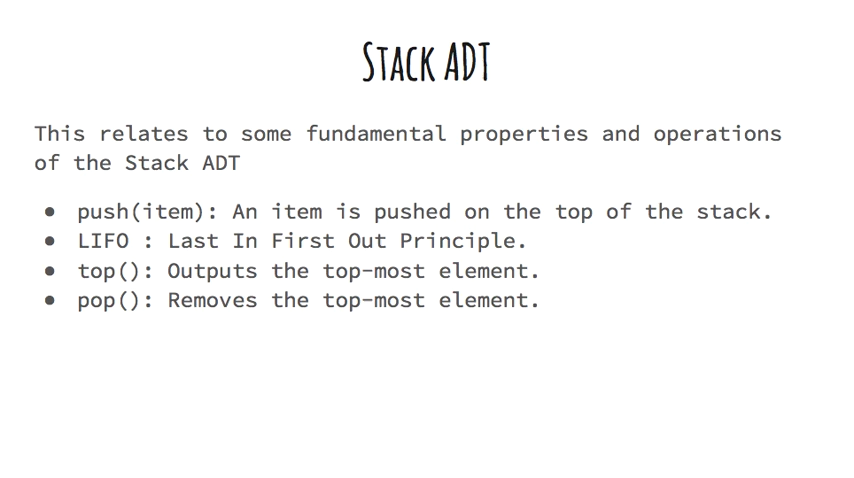 Stack ADT
This relates to some fundamental properties and operations
of the Stack ADT
● push(item): An item is pushed on the top of the stack.
● LIFO : Last In First Out Principle.
● top(): Outputs the top-most element.
● pop(): Removes the top-most element.